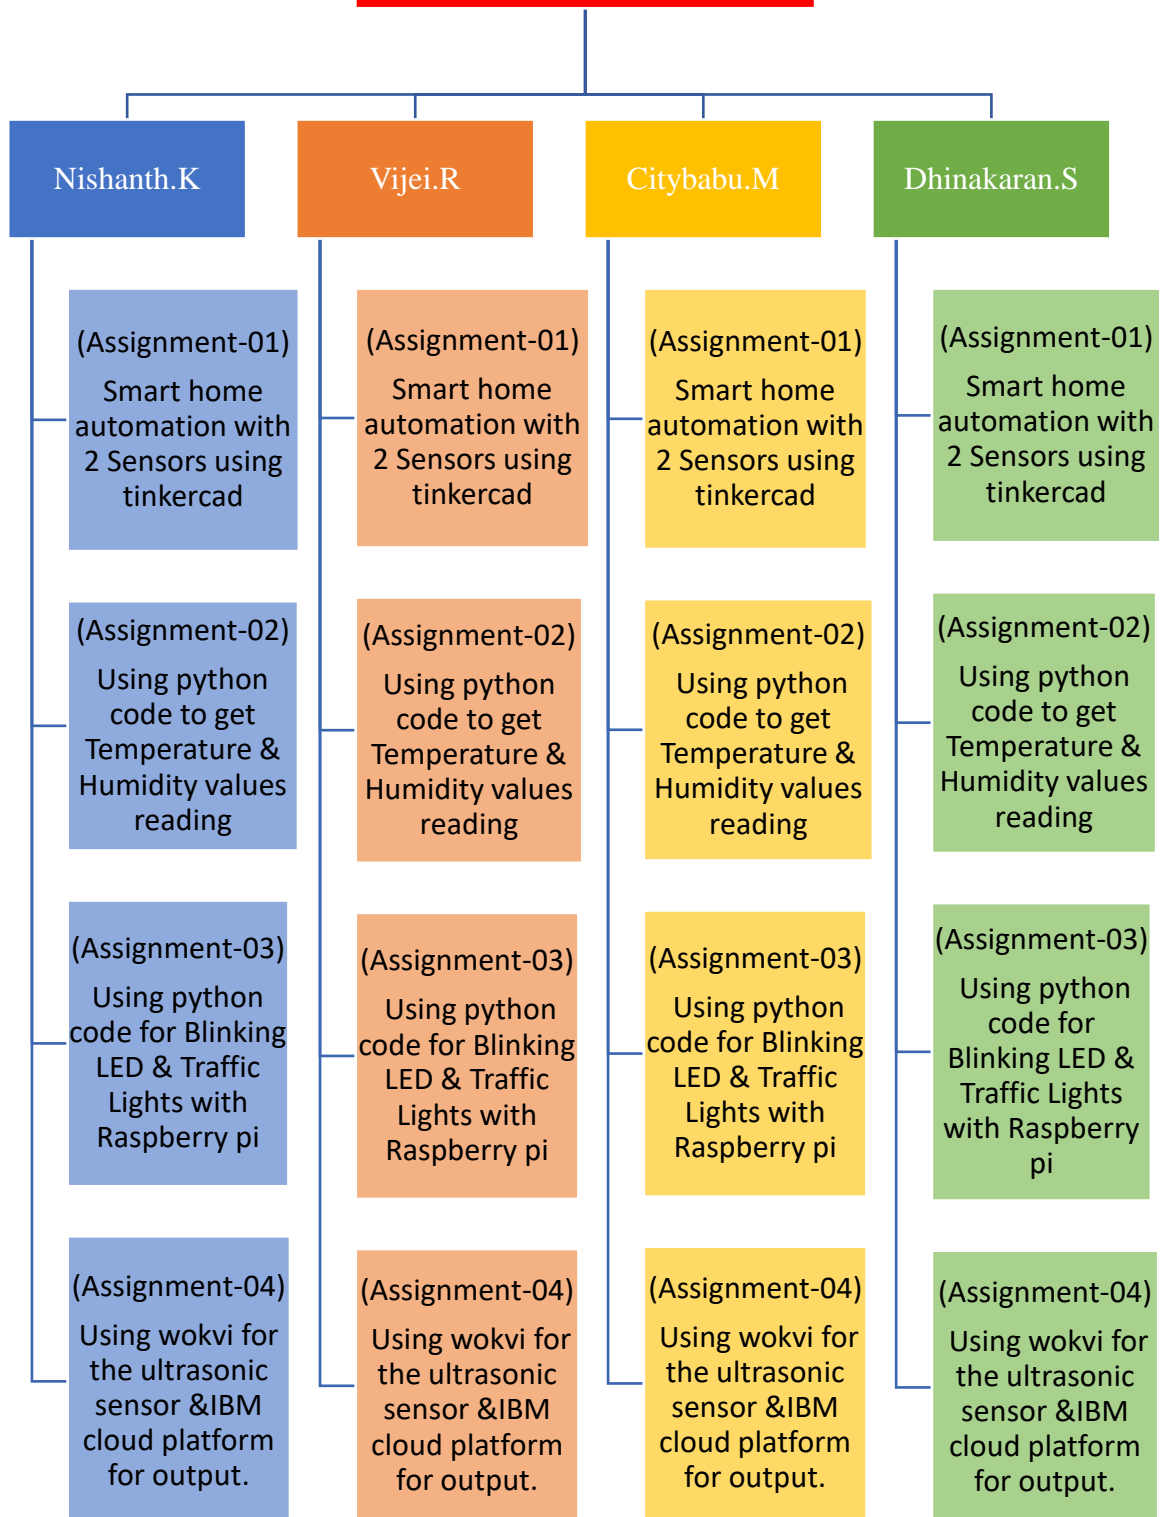 Nishanth.K
(Assignment-01)
Smart home
automation with
2 Sensors using
tinkercad
(Assignment-02)
Using python
code to get
Temperature &
Humidity values
reading
(Assignment-03)
Using python
code for Blinking
LED & Traffic
Lights with
Raspberry pi
(Assignment-04)
Using wokvi for
the ultrasonic
sensor &IBM
cloud platform
for output.
Vijei.R
(Assignment-01)
Smart home
automation with
2 Sensors using
tinkercad
(Assignment-02)
Using python
code to get
Temperature &
Humidity values
reading
(Assignment-03)
Using python
code for Blinking
LED & Traffic
Lights with
Raspberry pi
(Assignment-04)
Using wokvi for
the ultrasonic
sensor &IBM
cloud platform
for output.
Citybabu.M
(Assignment-01)
Smart home
automation with
2 Sensors using
tinkercad
(Assignment-02)
Using python
code to get
Temperature &
Humidity values
reading
(Assignment-03)
Using python
code for Blinking
LED & Traffic
Lights with
Raspberry pi
(Assignment-04)
Using wokvi for
the ultrasonic
sensor &IBM
cloud platform
for output.
Dhinakaran.S
(Assignment-01)
Smart home
automation with
2 Sensors using
tinkercad
(Assignment-02)
Using python
code to get
Temperature &
Humidity values
reading
(Assignment-03)
Using python
code for
Blinking LED &
Traffic Lights
with Raspberry
pi
(Assignment-04)
Using wokvi for
the ultrasonic
sensor &IBM
cloud platform
for output.